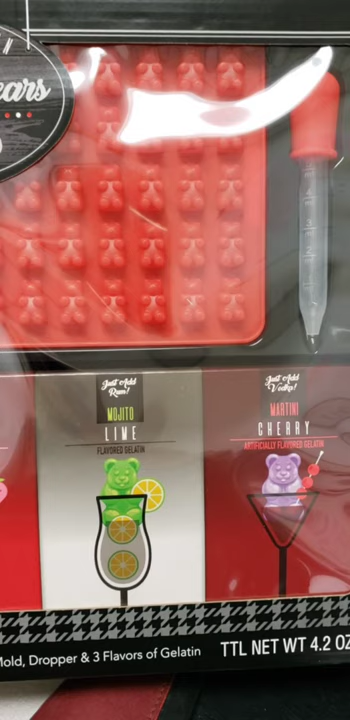 ears
Just Add
Rum!
MOJITO
LIME
FLAVORED GELATIN
Just Add
Vodka!
MARTINI
CHERRY
ARTIFICIALLY FLAVORED GELATIN
Mold, Dropper & 3 Flavors of Gelatin
TTL NET WT 4.2 OZ